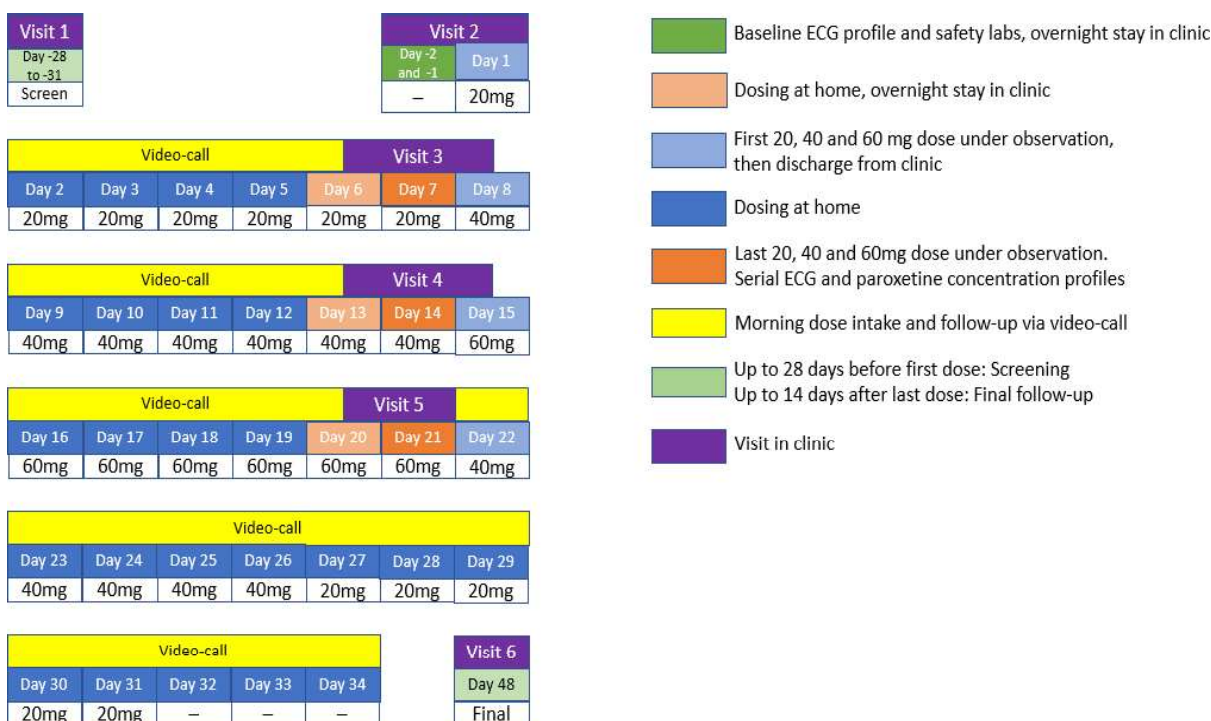 Visit 1
Day -28
to -31
Screen
Visit 2
Day -2
and -1
Day 1
–
20mg
Video-call
Visit 3
Day 2 Day 3 Day 4 Day 5 Day 6 Day 7 Day 8
20mg 20mg 20mg 20mg 20mg 20mg 40mg
Video-call
Visit 4
Day 9 Day 10 Day 11 Day 12 Day 13 Day 14 Day 15
40mg 40mg 40mg 40mg 40mg 40mg 60mg
Video-call
Visit 5
Day 16 Day 17 Day 18 Day 19 Day 20 Day 21 Day 22
60mg 60mg 60mg 60mg 60mg 60mg 40mg
Video-call
Day 23 Day 24 Day 25 Day 26 Day 27 Day 28 Day 29
40mg 40mg 40mg 40mg 20mg 20mg 20mg
Video-call
Visit 6
Day 30 Day 31 Day 32 Day 33 Day 34 Day 48
20mg 20mg – – – Final
Baseline ECG profile and safety labs, overnight stay in clinic
Dosing at home, overnight stay in clinic
First 20, 40 and 60 mg dose under observation,
then discharge from clinic
Dosing at home
Last 20, 40 and 60mg dose under observation.
Serial ECG and paroxetine concentration profiles
Morning dose intake and follow-up via video-call
Up to 28 days before first dose: Screening
Up to 14 days after last dose: Final follow-up
Visit in clinic